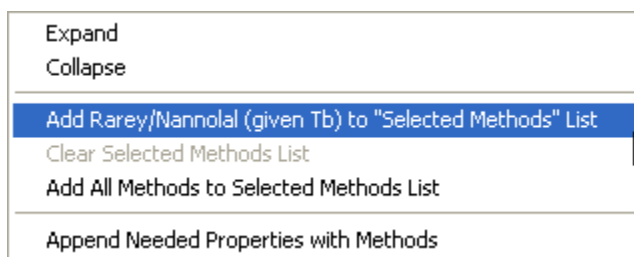 Expand
Collapse
Add Rarey/Nannolal (given Tb) to "Selected Methods" List
Clear Selected Methods List
Add All Methods to Selected Methods List
Append Needed Properties with Methods